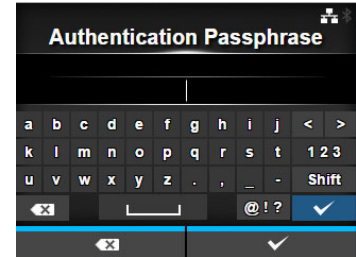 Authentication Passphrase
a b c d e f g h i j < >
k l m n o p q r s t 123
u v w x y z . , _ - Shift
@!?